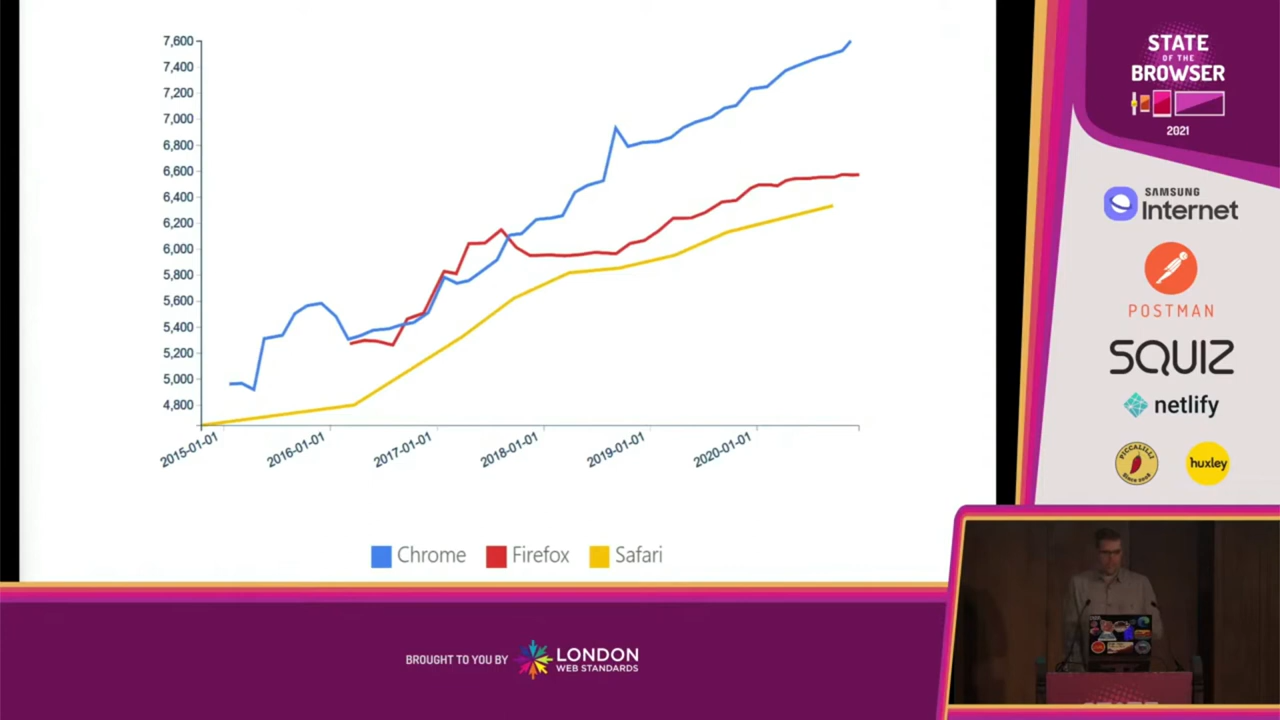 7,600
7,400
7,200
7,000
6,800
6,600
6,400
6,200
6,000
5,800
5,600
5,400
5,200
5,000
4,800
2015-01-01
2016-01-01
2017-01-01
2018-01-01
2019-01-01
2020-01-01
Chrome Firefox Safari
STATE
OF THE
BROWSER
2021
SAMSUNG
Internet
POSTMAN
SQUIZ
netlify
PICCALILLI
huxley
BROUGHT TO YOU BY
LONDON
WEB STANDARDS